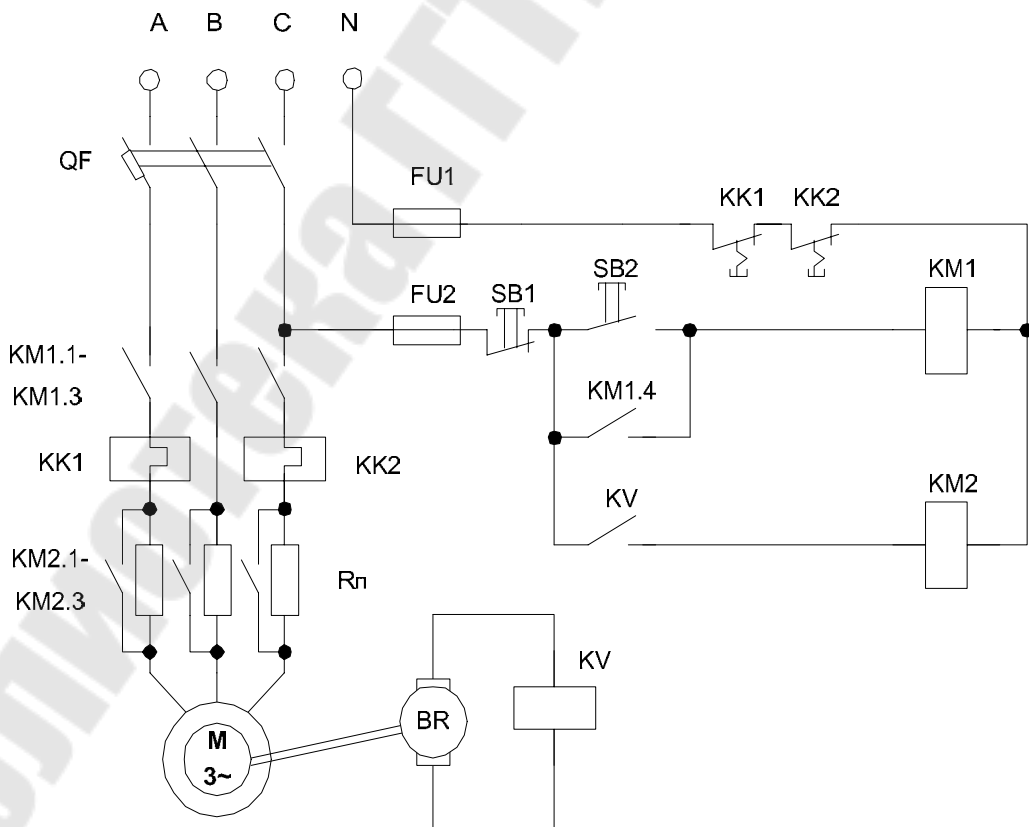 A B C N
QF
FU1
KK1 KK2
FU2
SB1
SB2
KM1
KM1.1-
KM1.3
KM1.4
KK1
KK2
KV
KM2
KM2.1-
KM2.3
Rп
KV
BR
M
3~